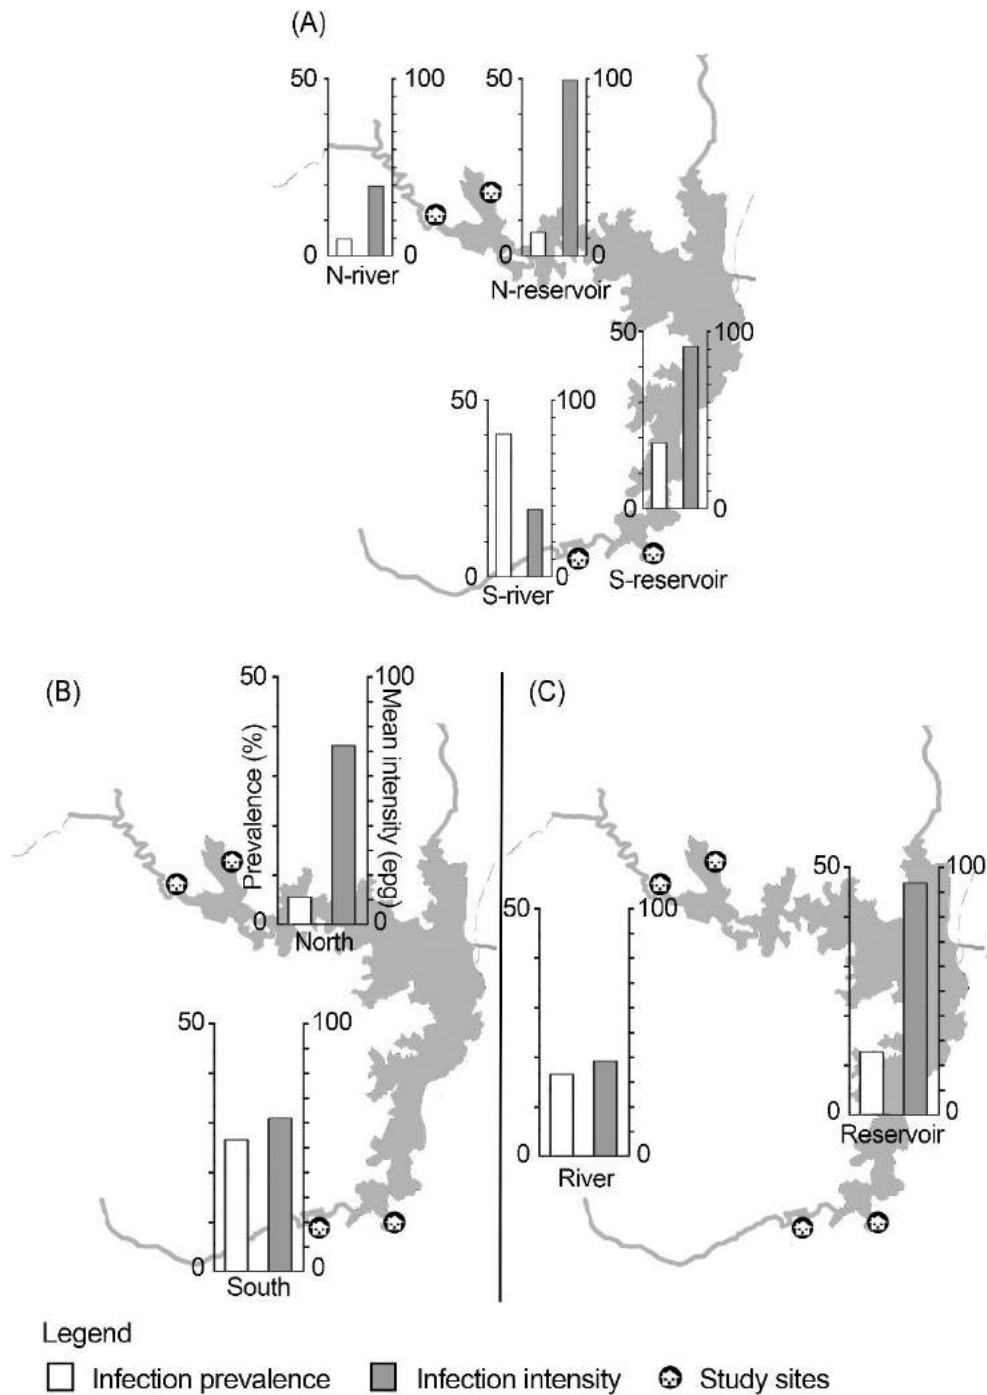 (A)
50 100 50 100
0 0 0 0
N-river N-reservoir
50 100
0 0
S-reservoir
50 100
0 0
S-river
(B)
50 100
Prevalence (%)
Mean intensity (epg)
0 0
North
50 100
0 0
South
(C)
50 100
0 0
River
50 100
0 0
Reservoir
Legend
Infection prevalence Infection intensity Study sites